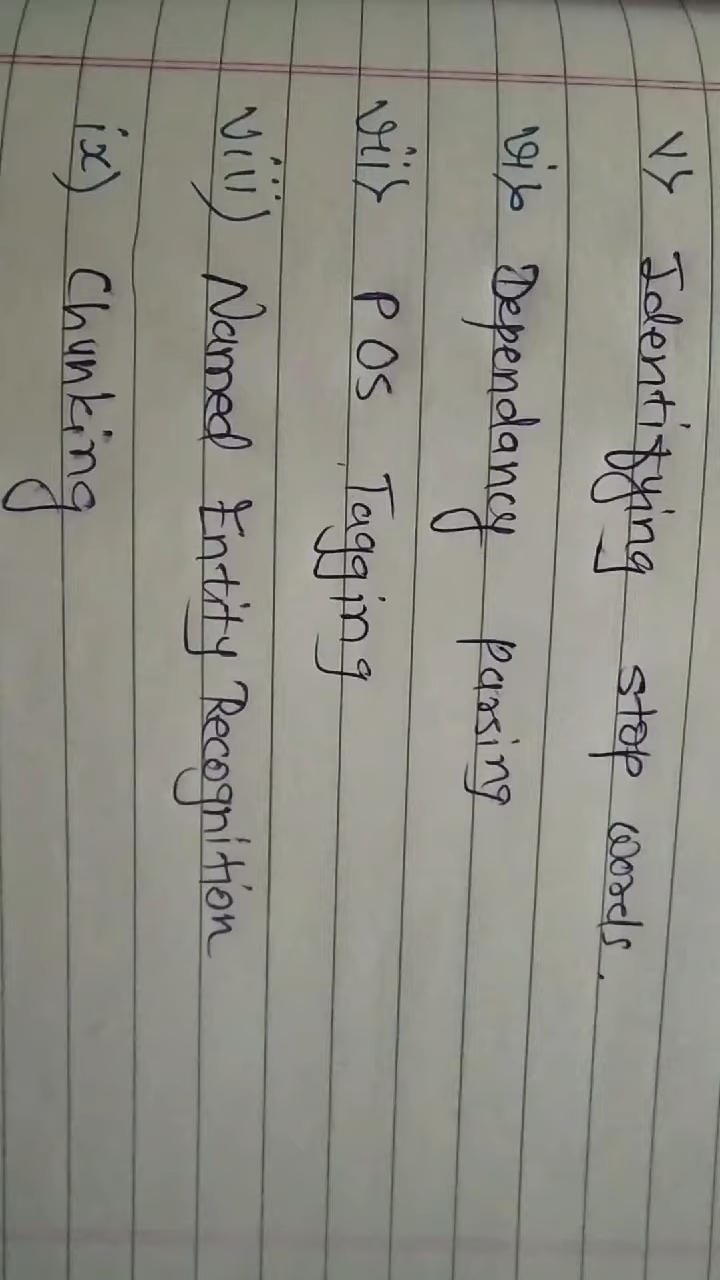 v) Identifying stop words.
vi) Dependancy parsing
vii) POS Tagging
viii) Named Entity Recognition
ix) Chunking